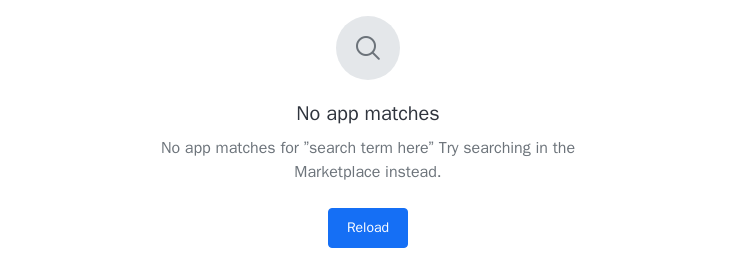 No app matches
No app matches for ”search term here” Try searching in the
Marketplace instead.
Reload